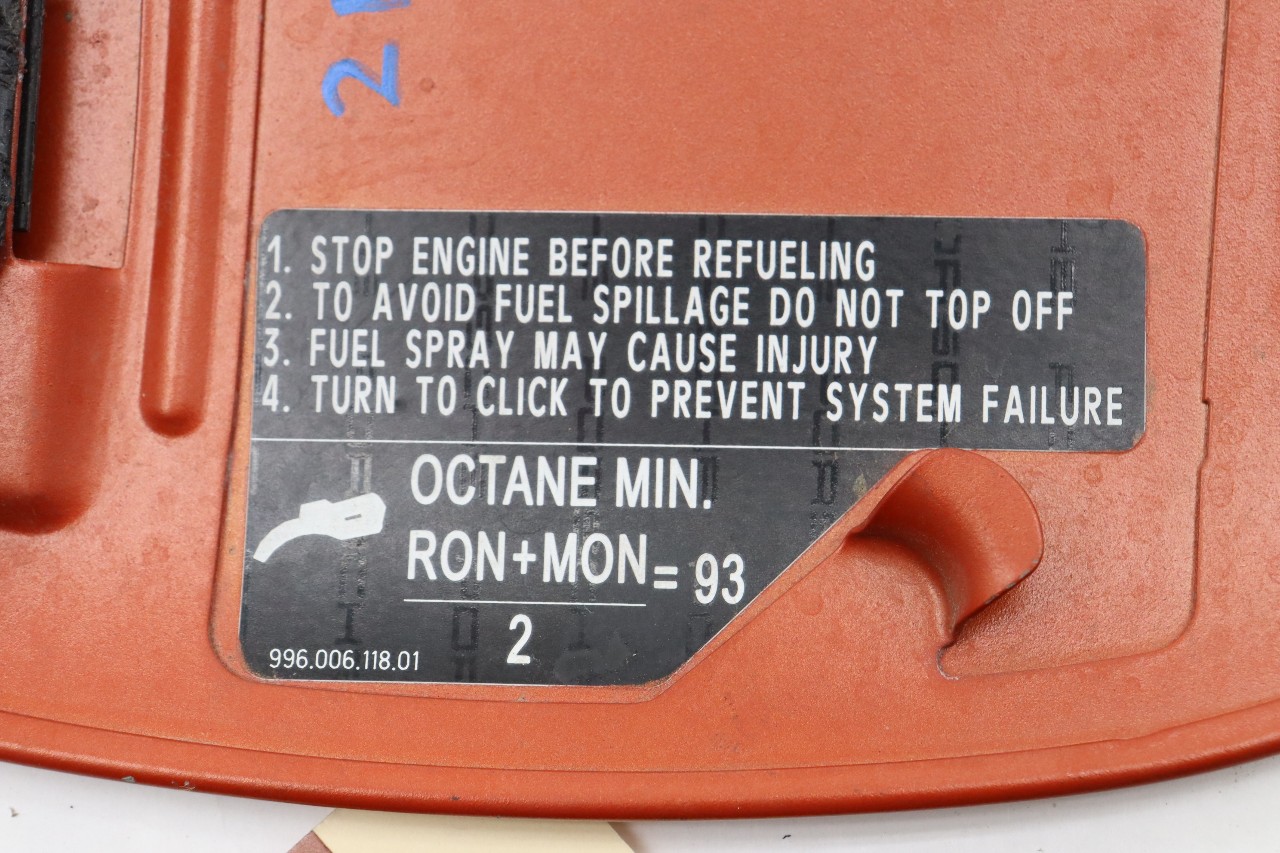 1. STOP ENGINE BEFORE REFUELING
2. TO AVOID FUEL SPILLAGE DO NOT TOP OFF
3. FUEL SPRAY MAY CAUSE INJURY
4. TURN TO CLICK TO PREVENT SYSTEM FAILURE
OCTANE MIN.
RON+MON = 93
2
996.006.118.01